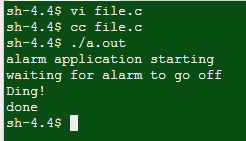 sh-4.4$ vi file.c
sh-4.4$ cc file.c
sh-4.4$ ./a.out
alarm application starting
waiting for alarm to go off
Ding!
done
sh-4.4$